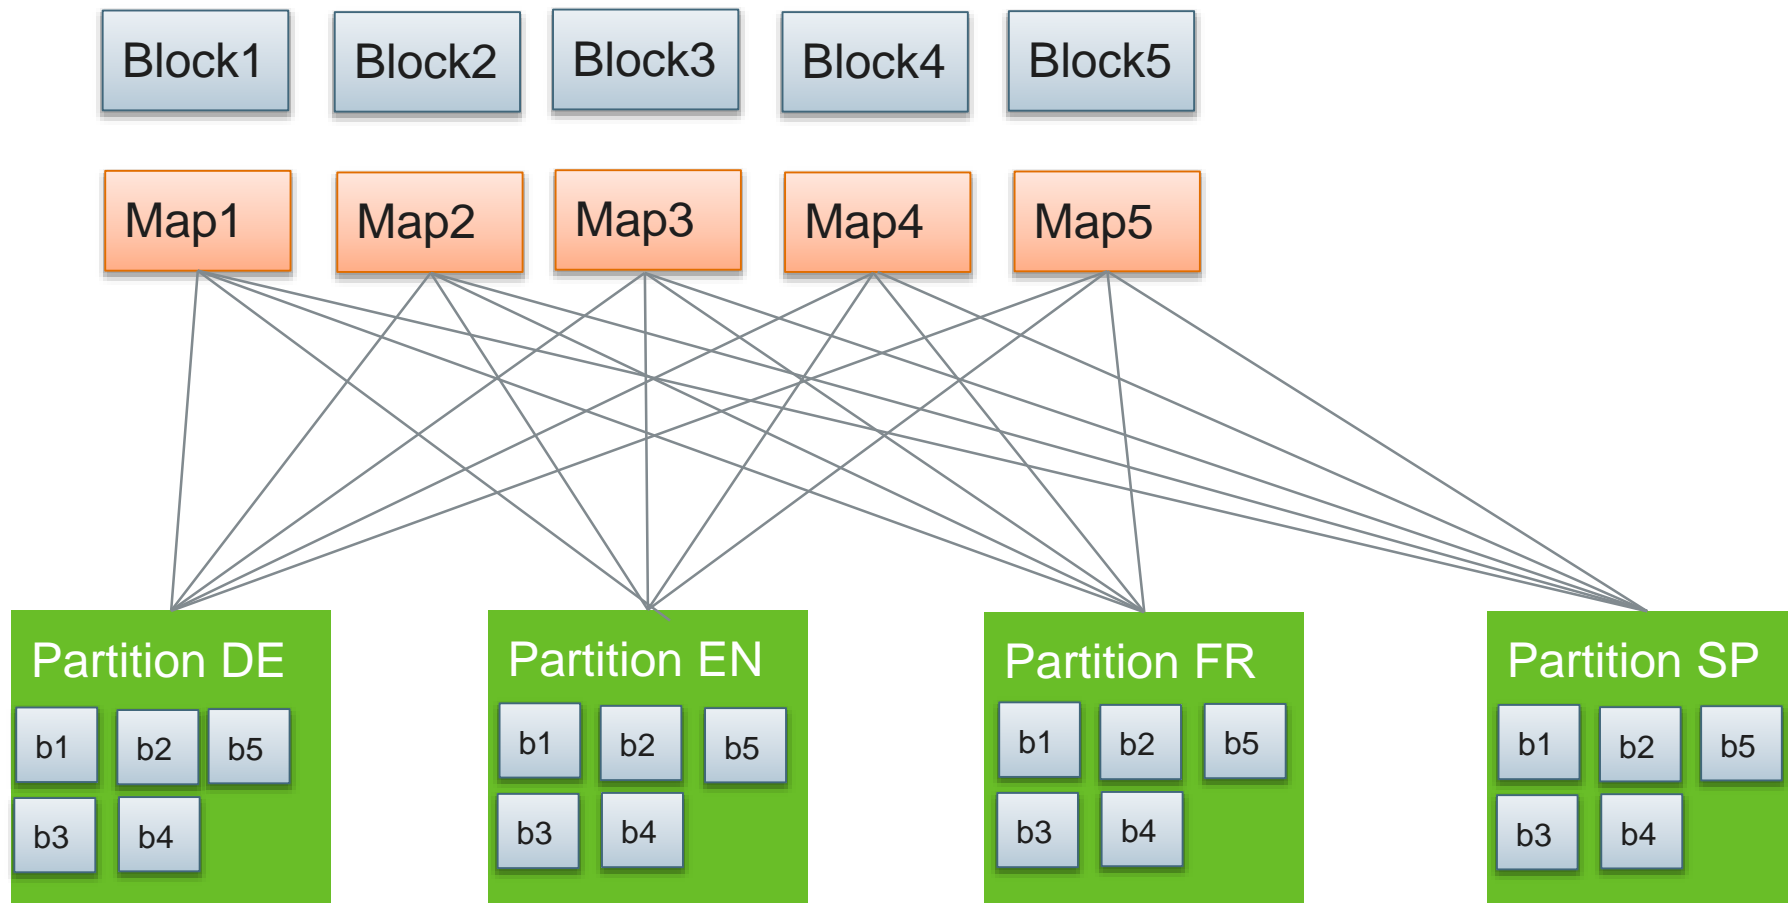 Block1 Block2 Block3 Block4 Block5
Map1 Map2 Map3 Map4 Map5
Partition DE
b1 b2 b5
b3 b4
Partition EN
b1 b2 b5
b3 b4
Partition FR
b1 b2 b5
b3 b4
Partition SP
b1 b2 b5
b3 b4